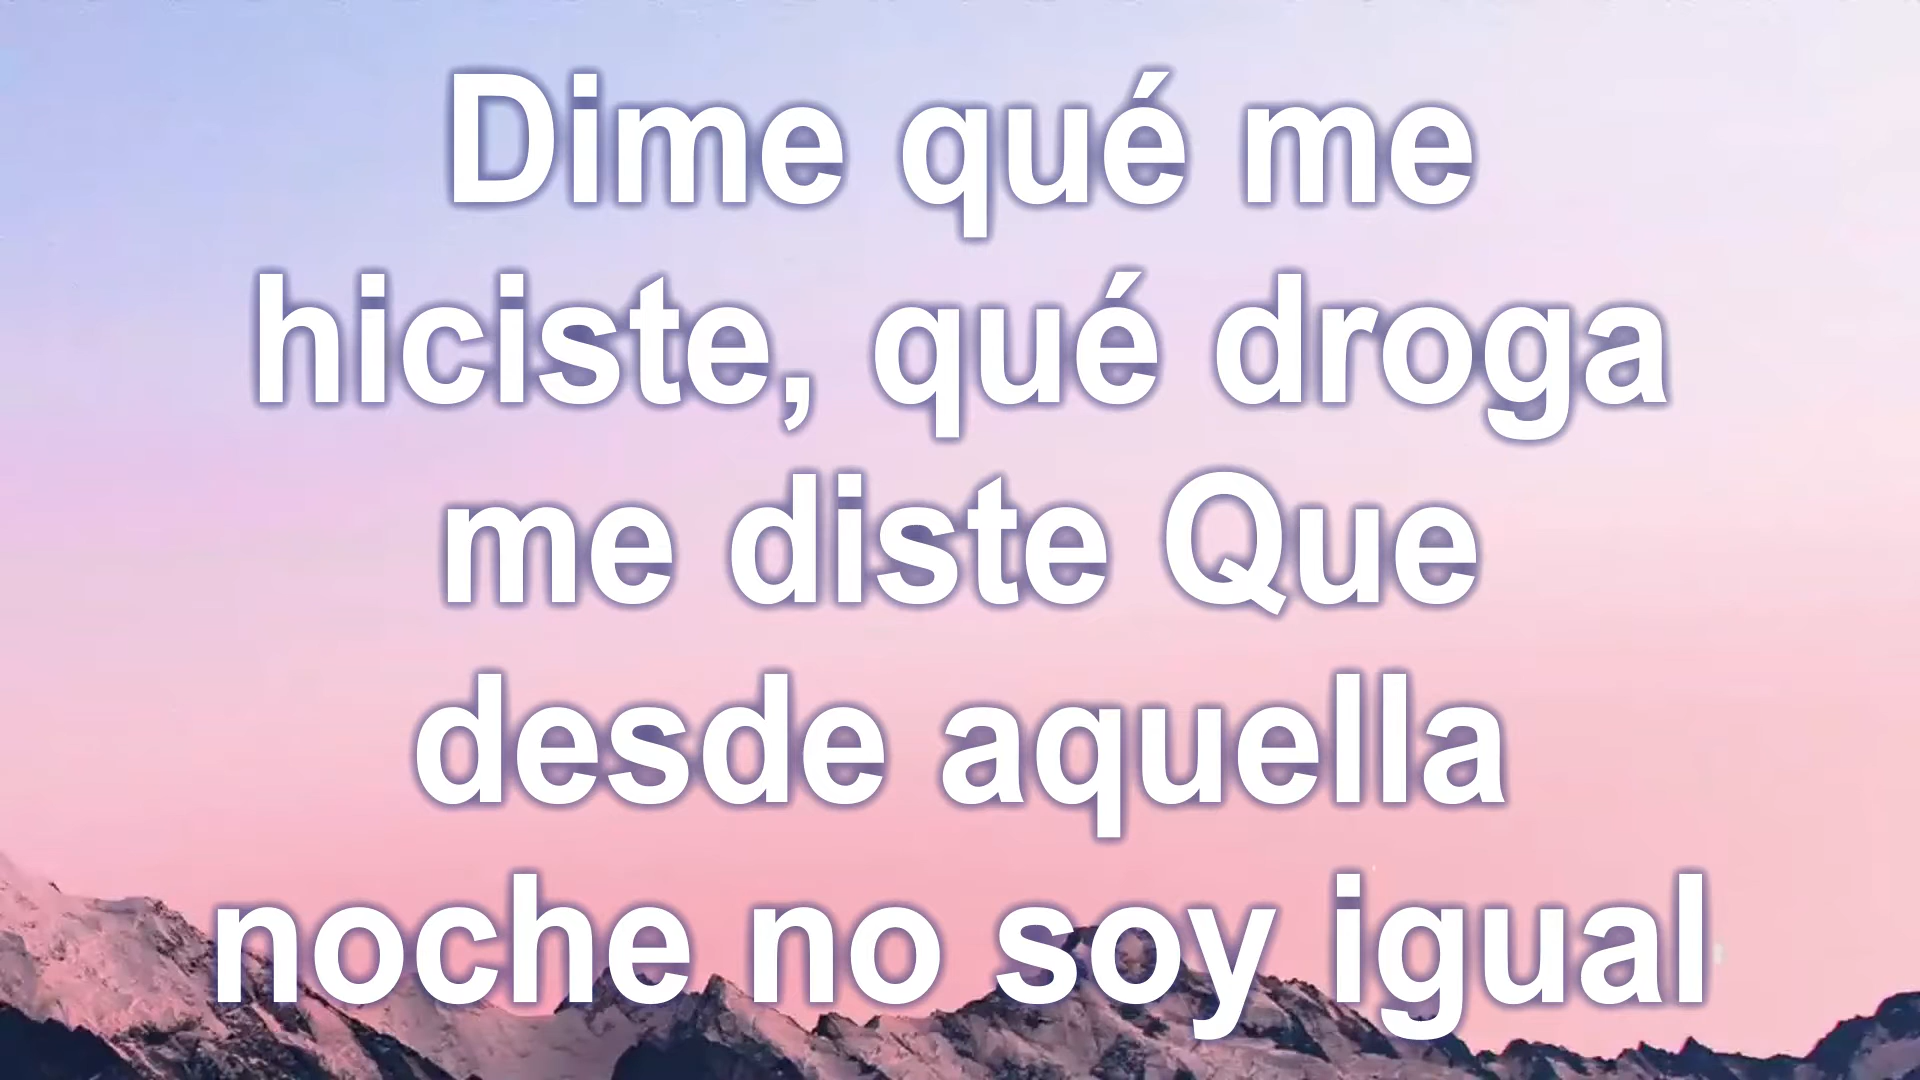 Dime qué me
hiciste, qué droga
me diste Que
desde aquella
noche no soy igual